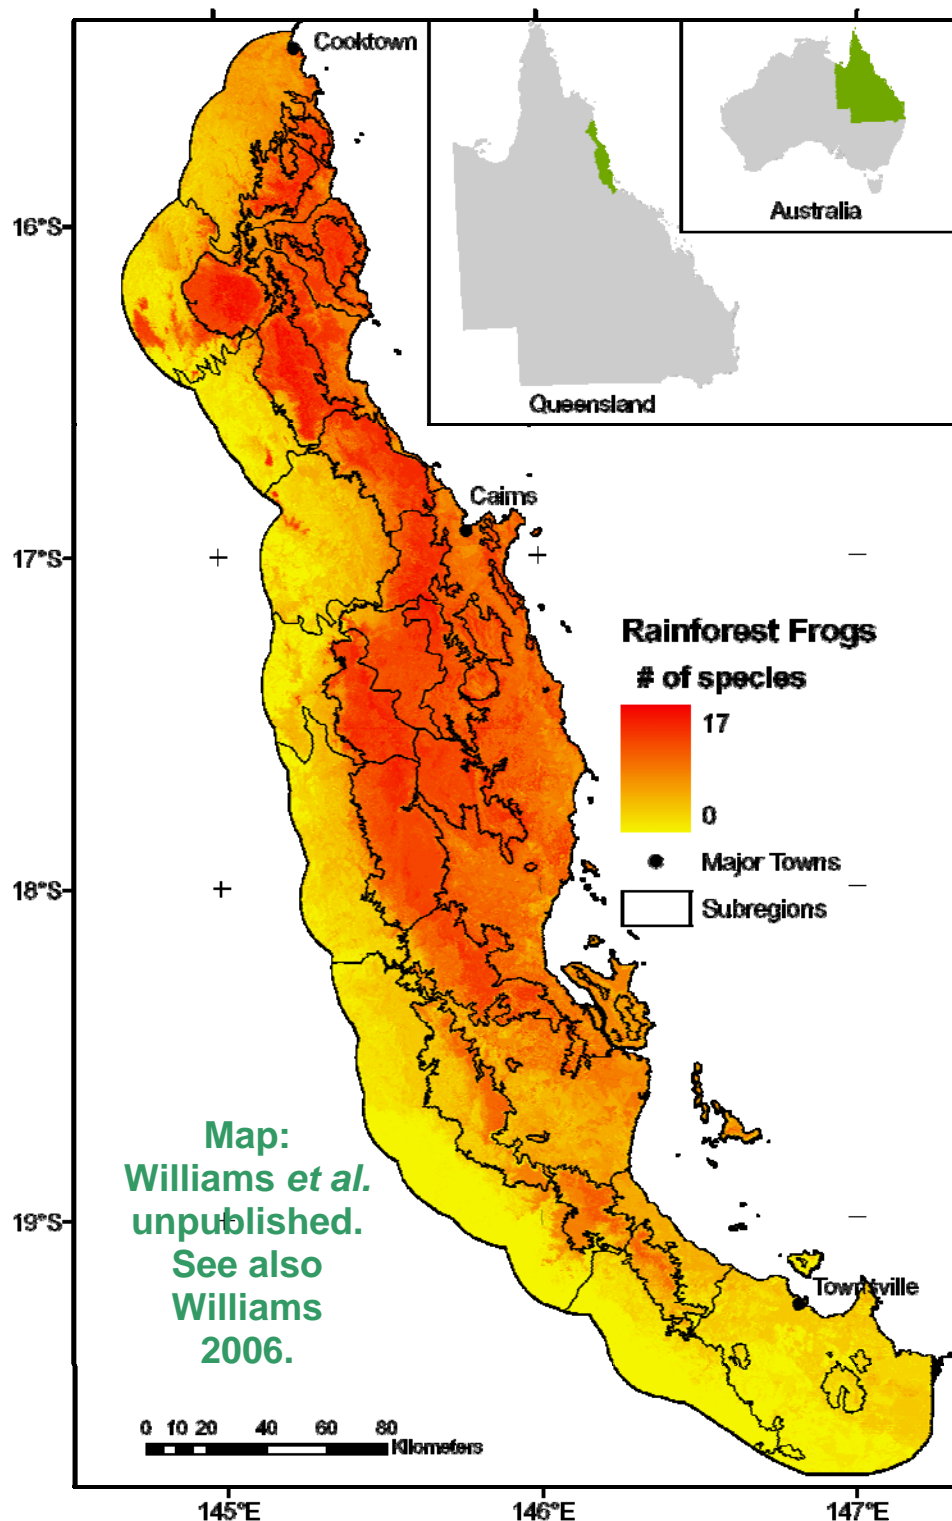 Cooktown
Queensland
Australia
16°S
Cairns
17°S
Rainforest Frogs
# of species
17
0
Major Towns
Subregions
18°S
Map:
Williams et al.
unpublished.
See also
Williams
2006.
19°S
Townsville
0 10 20 40 60 80
Kilometers
145°E 146°E 147°E